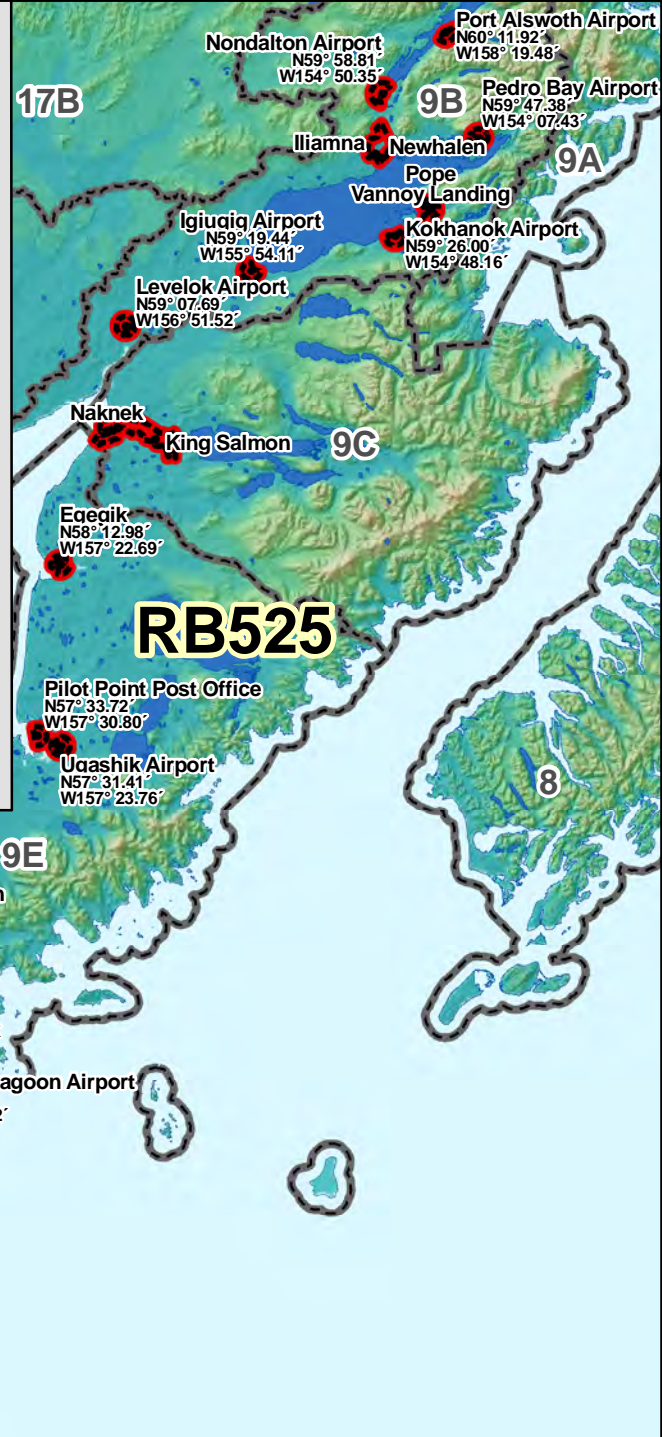 Port Alswoth Airport
N60° 11.92´
W158° 19.48´
Nondalton Airport
N59° 58.81´
W154° 50.35´
17B
9B
Pedro Bay Airport
N59° 47.38´
W154° 07.43´
Iliamna
Newhalen
9A
Pope
Vannoy Landing
Igiugig Airport
N59° 19.44´
W155° 54.11´
Kokhanok Airport
N59° 26.00´
W154° 48.16´
Levelok Airport
N59° 07.69´
W156° 51.52´
Naknek
King Salmon
9C
Egegik
N58° 12.98´
W157° 22.69´
RB525
Pilot Point Post Office
N57° 33.72´
W157° 30.80´
Ugashik Airport
N57° 31.41´
W157° 23.76´
8
9E
agoon Airport